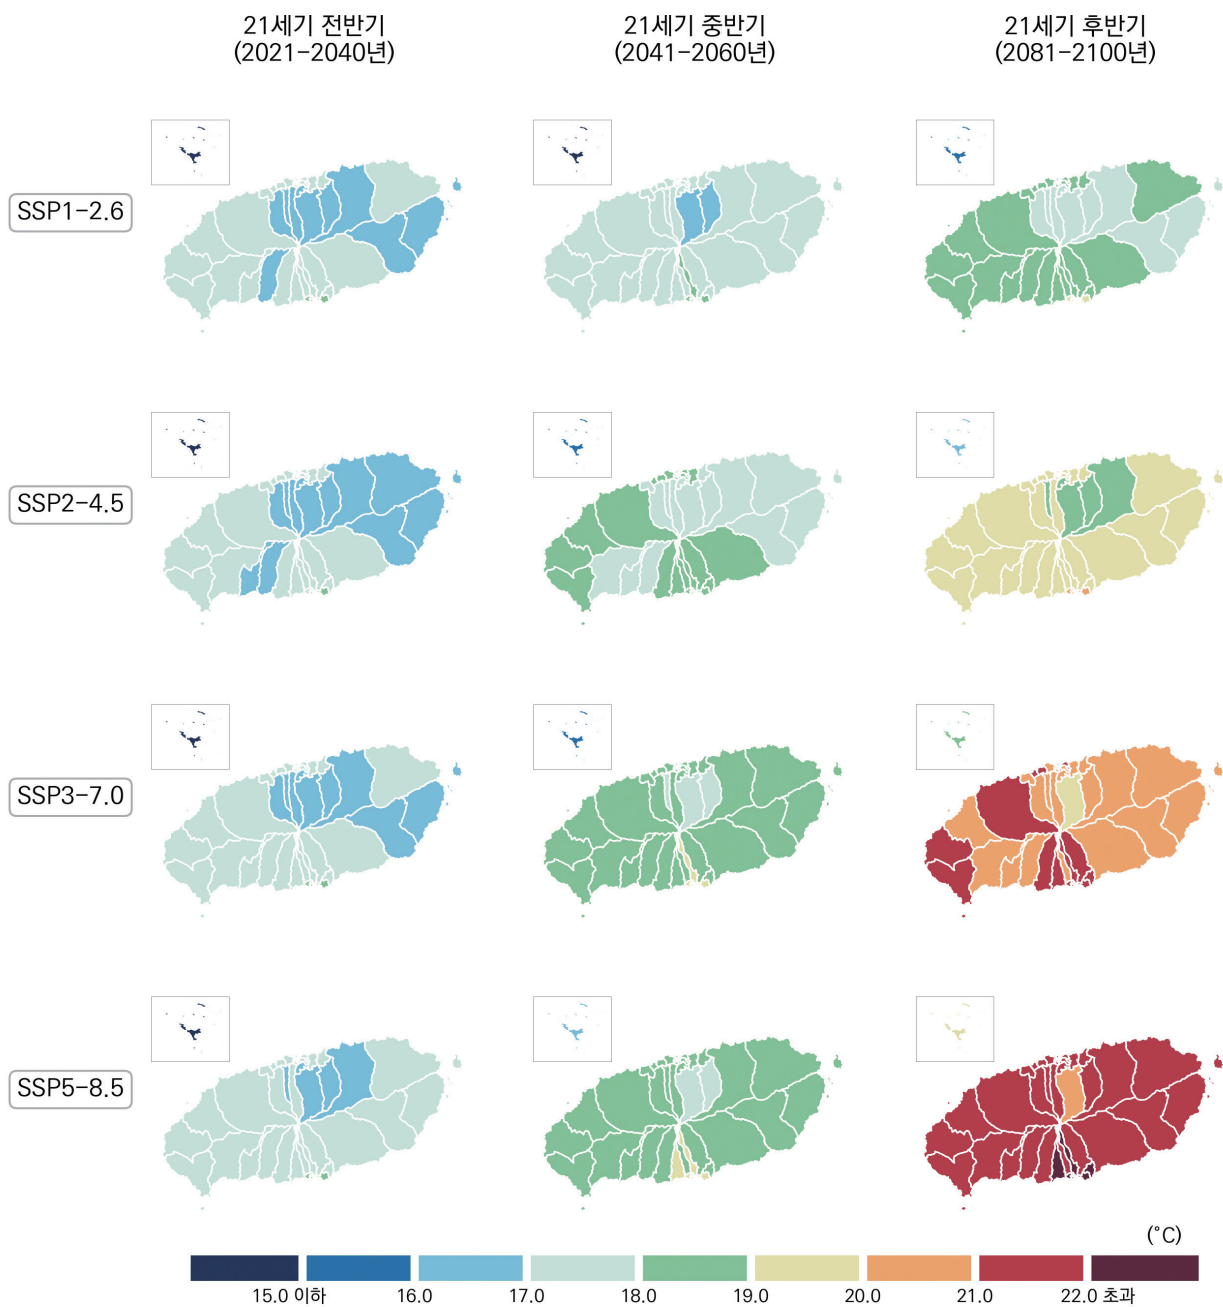 21세기 전반기
(2021-2040년)
21세기 중반기
(2041-2060년)
21세기 후반기
(2081-2100년)
SSP1-2.6
SSP2-4.5
SSP3-7.0
SSP5-8.5
(°C)
15.0 이하 16.0 17.0 18.0 19.0 20.0 21.0 22.0 초과